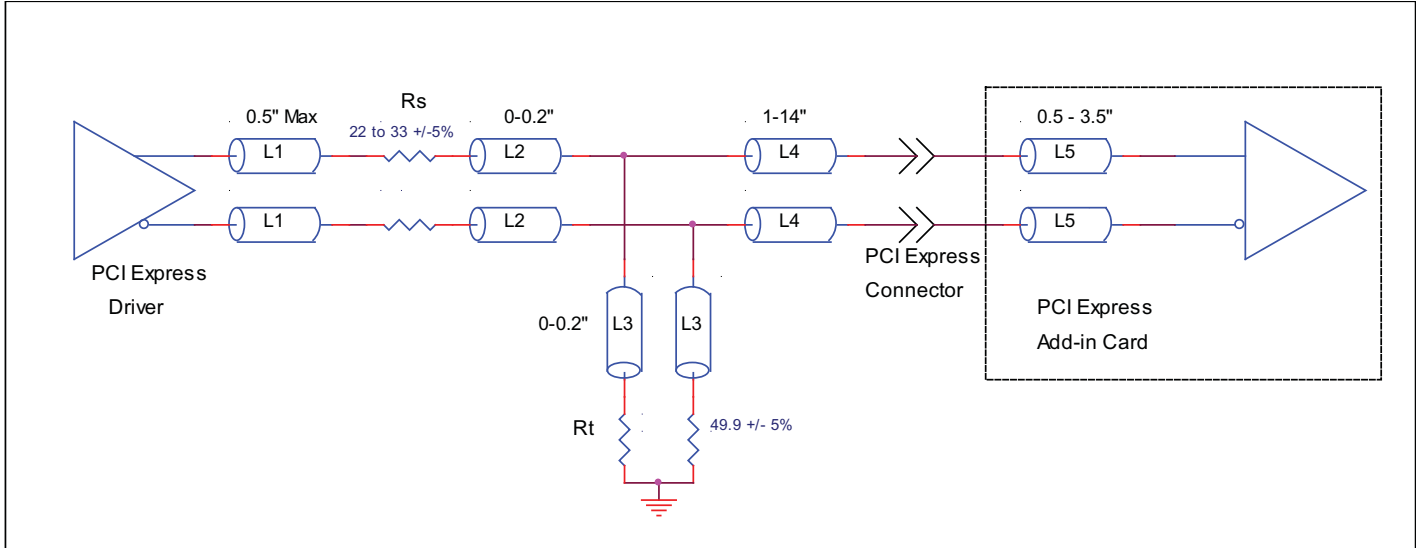 Rs
0.5" Max
22 to 33 +/-5%
0-0.2"
1-14"
0.5 - 3.5"
L1
L2
L4
L5
L1
L2
L4
L5
PCI Express
Driver
PCI Express
Connector
0-0.2"
L3
L3
PCI Express
Add-in Card
Rt
49.9 +/- 5%